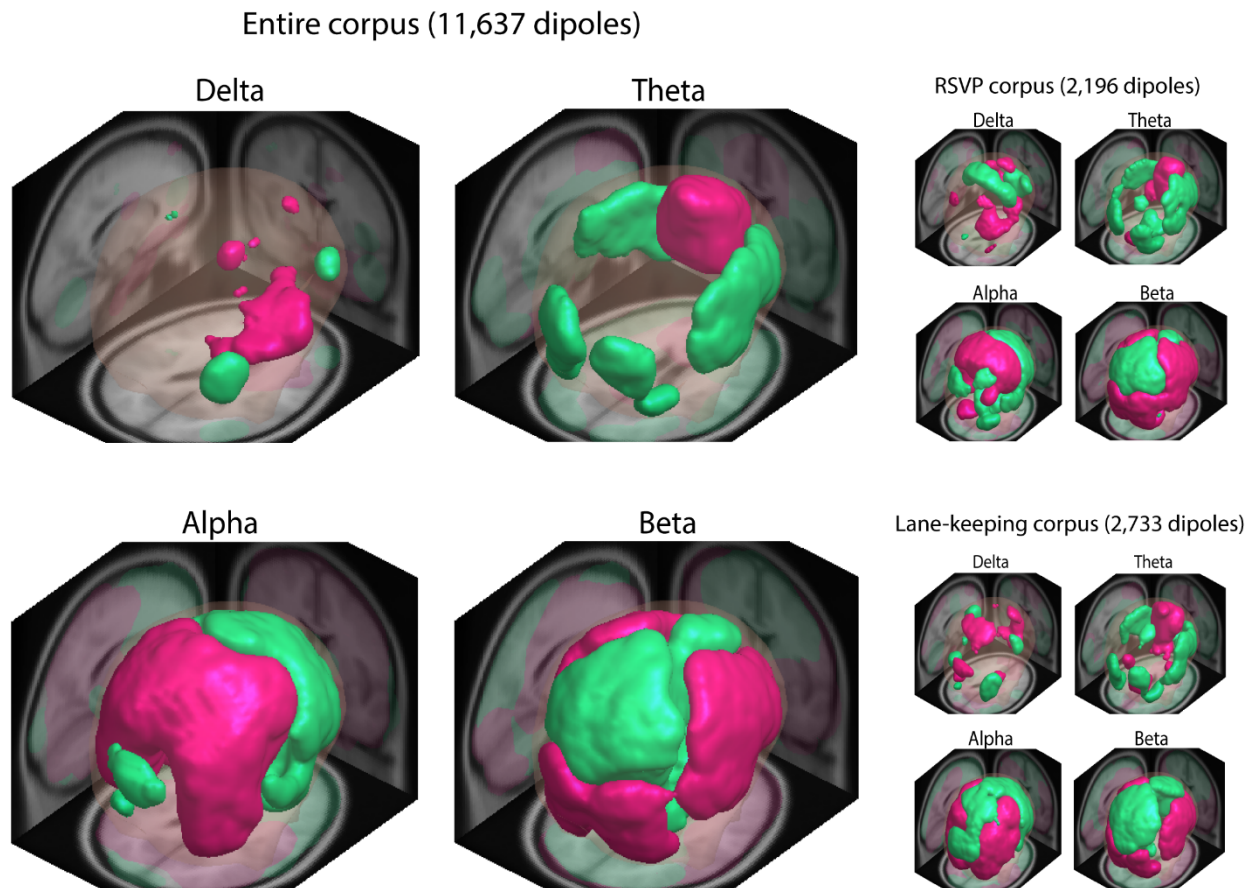 Entire corpus (11,637 dipoles)
Delta
Theta
Alpha
Beta
RSVP corpus (2,196 dipoles)
Delta
Theta
Alpha
Beta
Lane-keeping corpus (2,733 dipoles)
Delta
Theta
Alpha
Beta